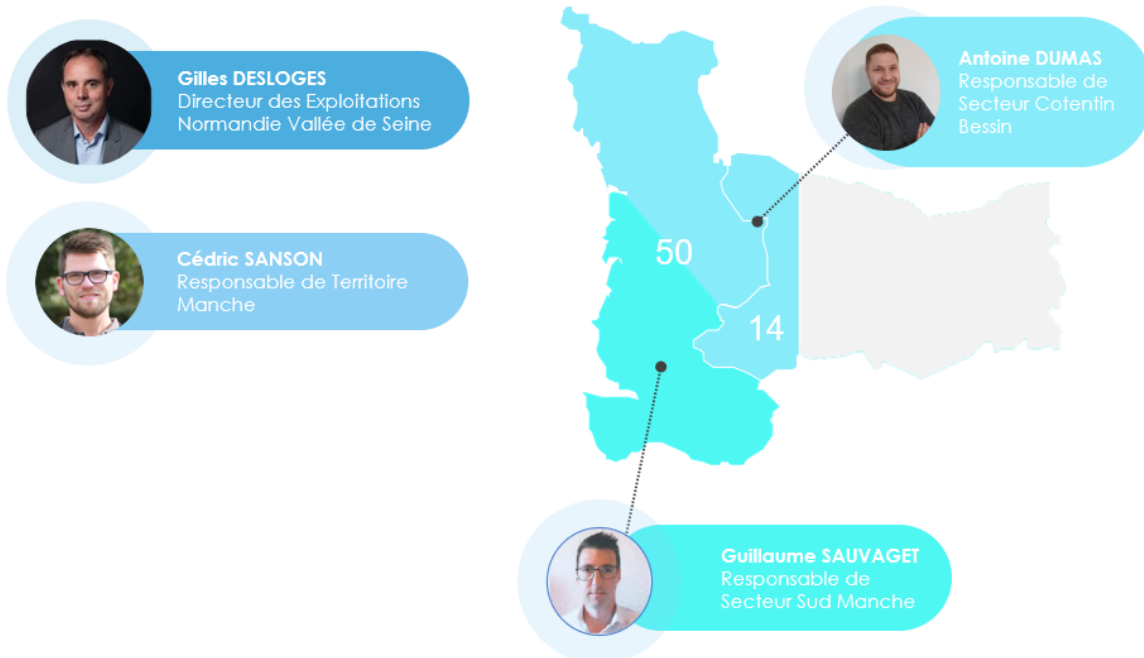 Gilles DESLOGES
Directeur des Exploitations
Normandie Vallée de Seine
Cédric SANSON
Responsable de Territoire
Manche
Antoine DUMAS
Responsable de
Secteur Cotentin
Bessin
50
14
Guillaume SAUVAGET
Responsable de
Secteur Sud Manche